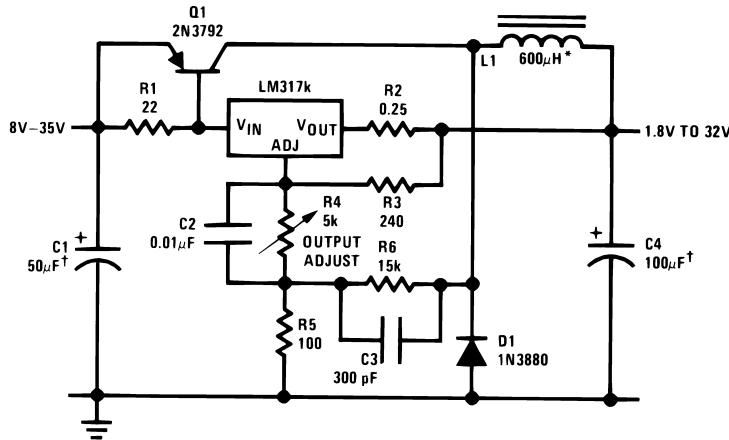 Q1
2N3792
L1
600μH*
R1
22
LM317k
VIN
VOUT
ADJ
R2
0.25
8V–35V
1.8V TO 32V
C2
0.01μF
R4
5k
OUTPUT
ADJUST
R3
240
R6
15k
C1
50μF†
+
C4
100μF†
+
R5
100
C3
300 pF
D1
1N3880